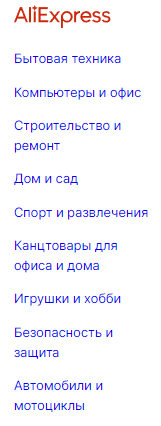 AliExpress
Бытовая техника
Компьютеры и офис
Строительство и
ремонт
Дом и сад
Спорт и развлечения
Канцтовары для
офиса и дома
Игрушки и хобби
Безопасность и
защита
Автомобили и
мотоциклы